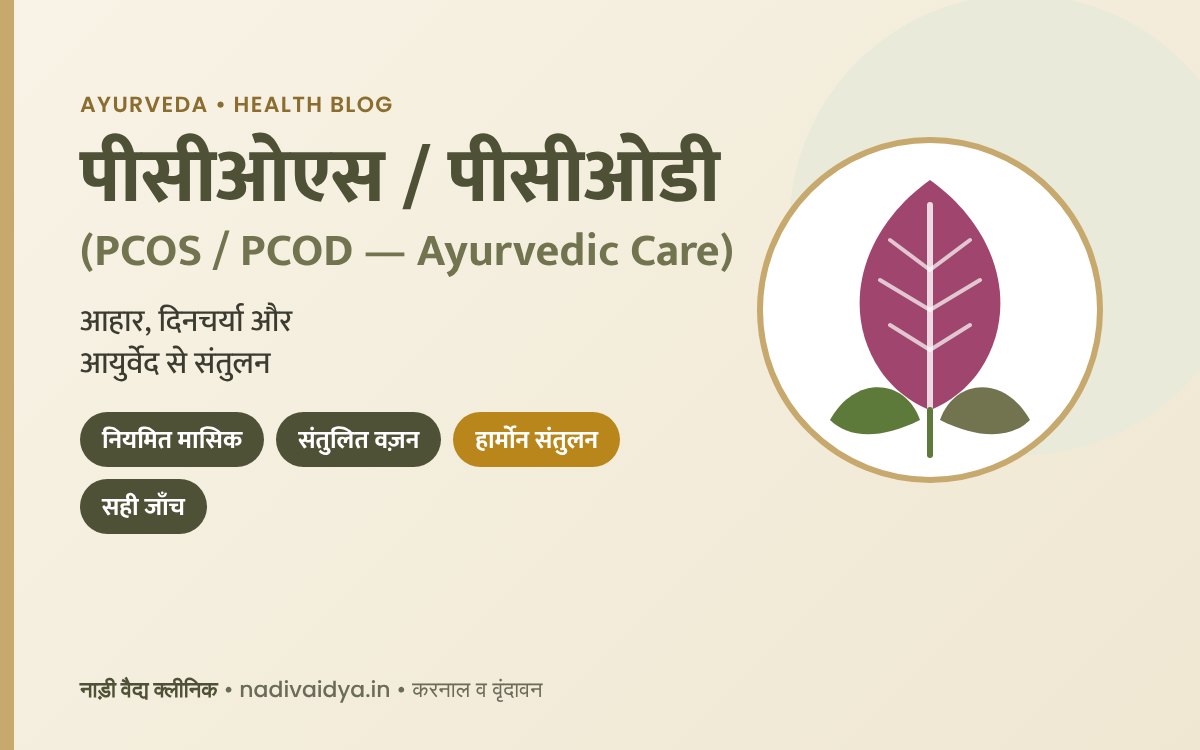 AYURVEDA • HEALTH BLOG
पीसीओएस / पीसीओडी
(PCOS / PCOD — Ayurvedic Care)
आहार, दिनचर्या और
आयुर्वेद से संतुलन
नियमित मासिक संतुलित वज़न हार्मोन संतुलन
सही जाँच
नाड़ी वैद्य क्लीनिक • nadivaidya.in • करनाल व वृंदावन